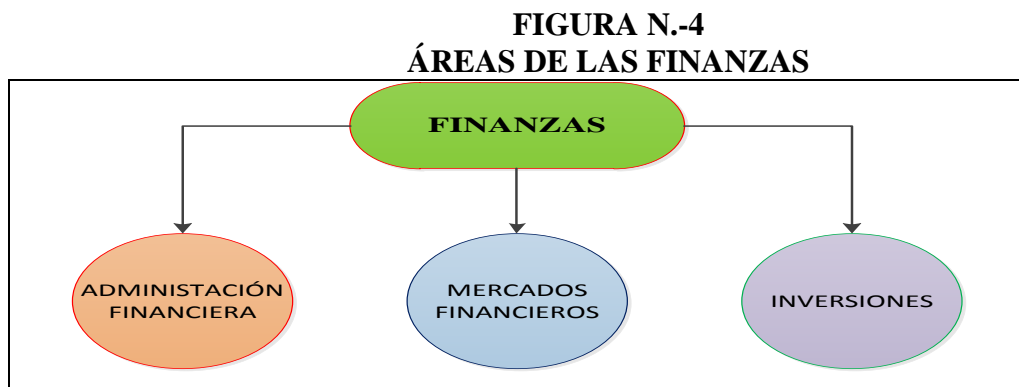 FIGURA N.-4
ÁREAS DE LAS FINANZAS
FINANZAS
ADMINISTACIÓN
FINANCIERA
MERCADOS
FINANCIEROS
INVERSIONES